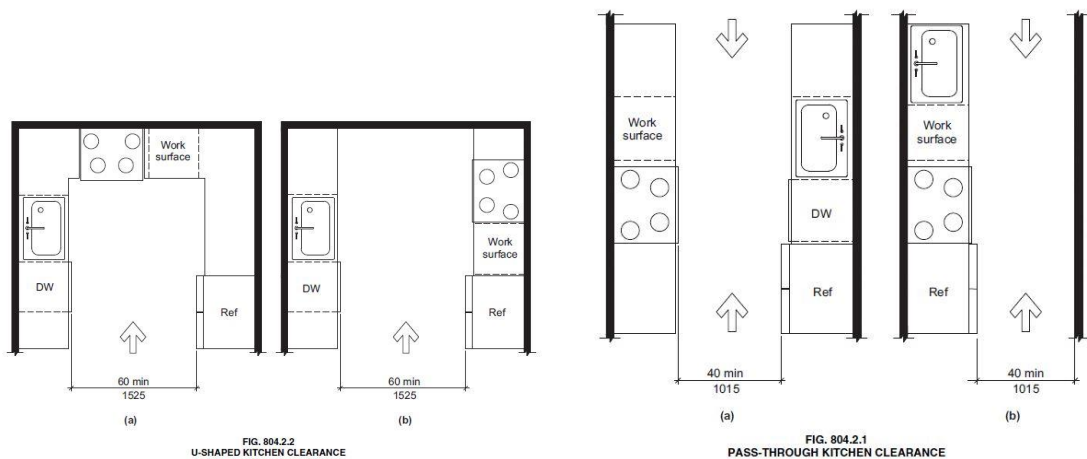 Work
surface
DW
Ref
60 min
1525
(a)
Work
surface
DW
Ref
60 min
1525
(b)
FIG. 804.2.2
U-SHAPED KITCHEN CLEARANCE
Work
surface
DW
Ref
40 min
1015
(a)
Work
surface
Ref
40 min
1015
(b)
FIG. 804.2.1
PASS-THROUGH KITCHEN CLEARANCE